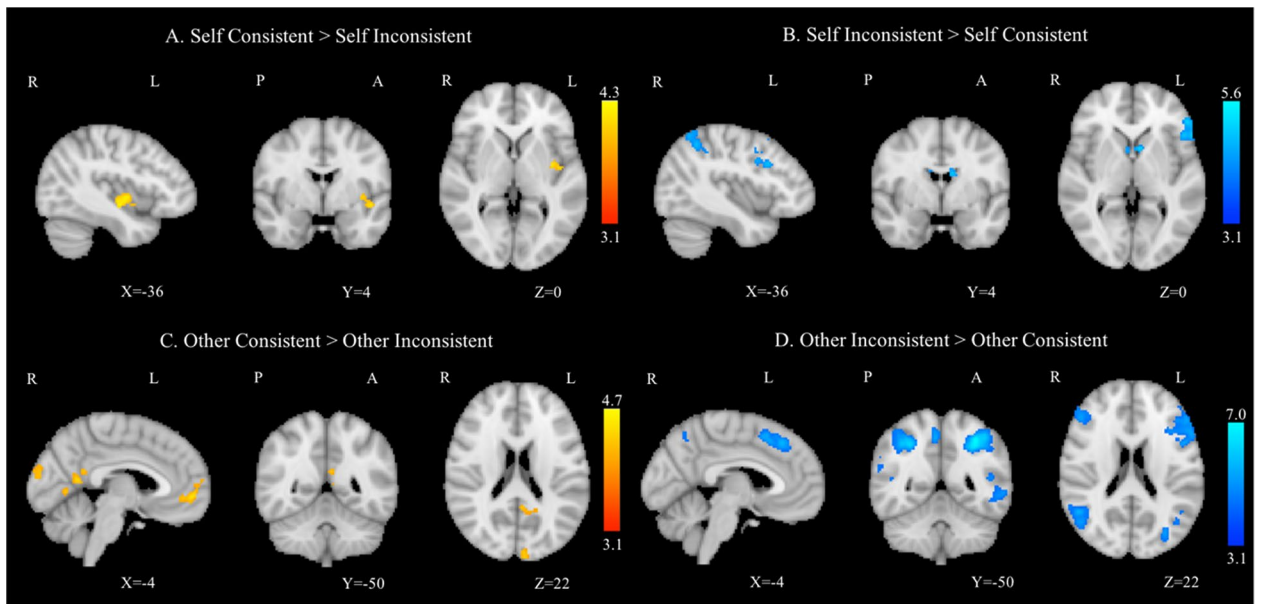 A. Self Consistent > Self Inconsistent
B. Self Inconsistent > Self Consistent
R L P A R L
R L P A R L
4.3
5.6
3.1
3.1
X=-36 Y=4 Z=0
X=-36 Y=4 Z=0
C. Other Consistent > Other Inconsistent
D. Other Inconsistent > Other Consistent
R L P A R L
R L P A R L
4.7
7.0
3.1
3.1
X=-4 Y=-50 Z=22
X=-4 Y=-50 Z=22